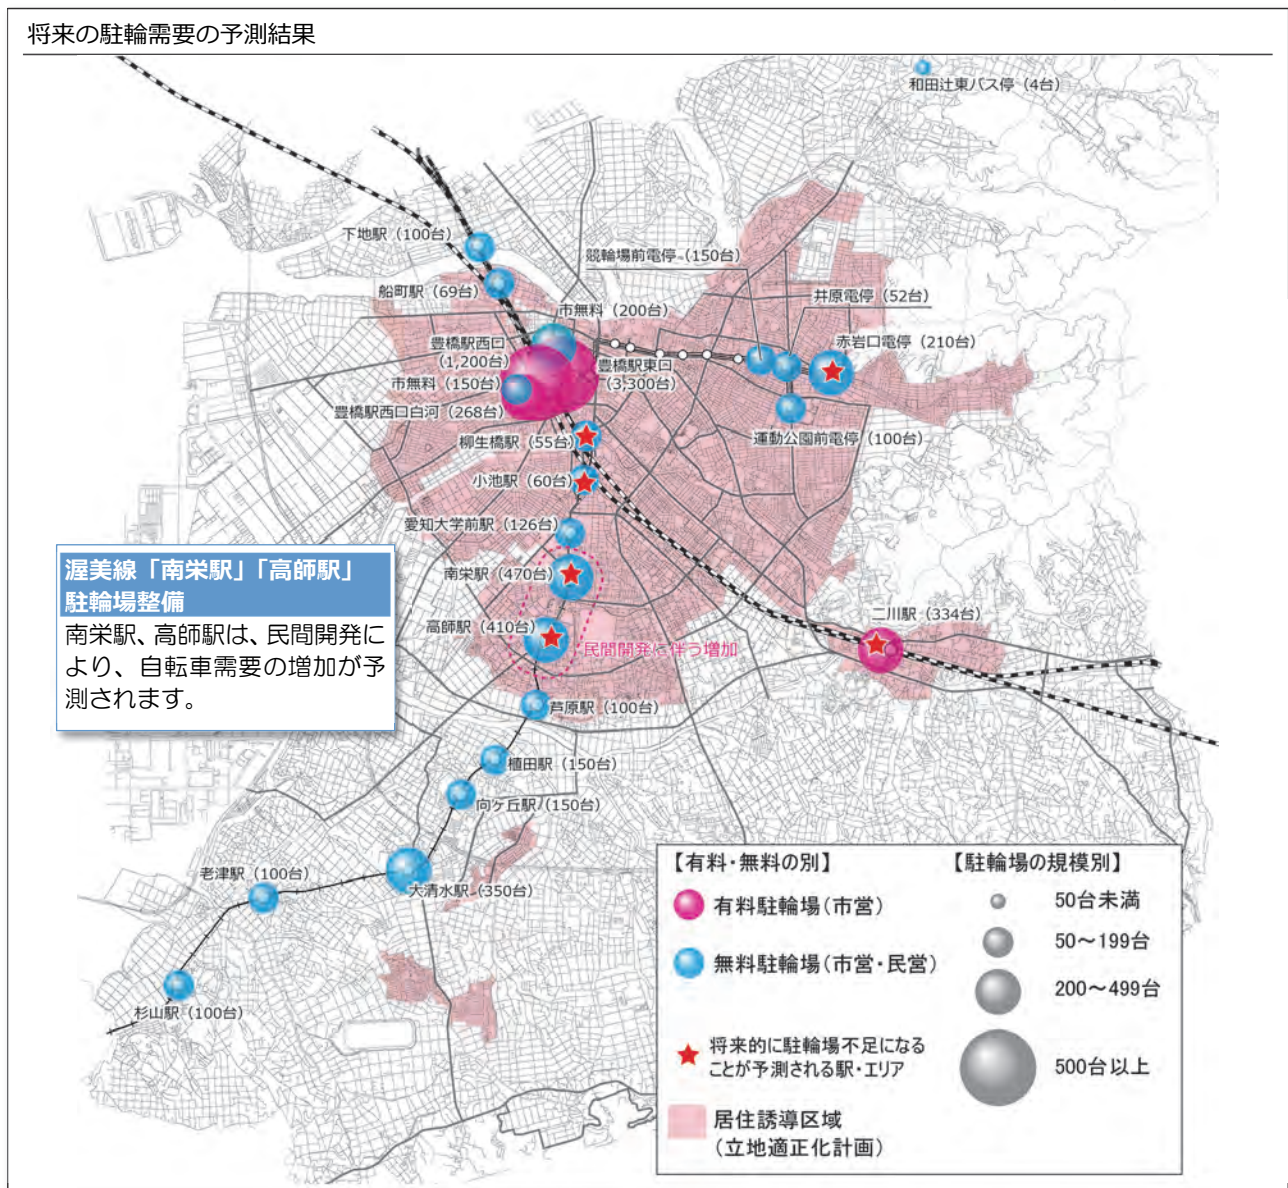 将来の駐輪需要の予測結果
和田辻東バス停（4台）
下地駅（100台）
競輪場前電停（150台）
船町駅（69台）
井原電停（52台）
市無料（200台）
赤岩口電停（210台）
豊橋駅西口
（1,200台）
豊橋駅東口
（3,300台）
市無料（150台）
豊橋駅西口白河（268台）
運動公園前電停（100台）
柳生橋駅（55台）
小池駅（60台）
愛知大学前駅（126台）
南栄駅（470台）
高師駅（410台）
民間開発に伴う増加
二川駅（334台）
渥美線「南栄駅」「高師駅」
駐輪場整備
南栄駅、高師駅は、民間開発に
より、自転車需要の増加が予
測されます。
芦原駅（100台）
植田駅（150台）
向ケ丘駅（150台）
大清水駅（350台）
老津駅（100台）
杉山駅（100台）
【有料・無料の別】
有料駐輪場（市営）
無料駐輪場（市営・民営）
将来的に駐輪場不足になる
ことが予測される駅・エリア
居住誘導区域
（立地適正化計画）
【駐輪場の規模別】
50台未満
50～199台
200～499台
500台以上